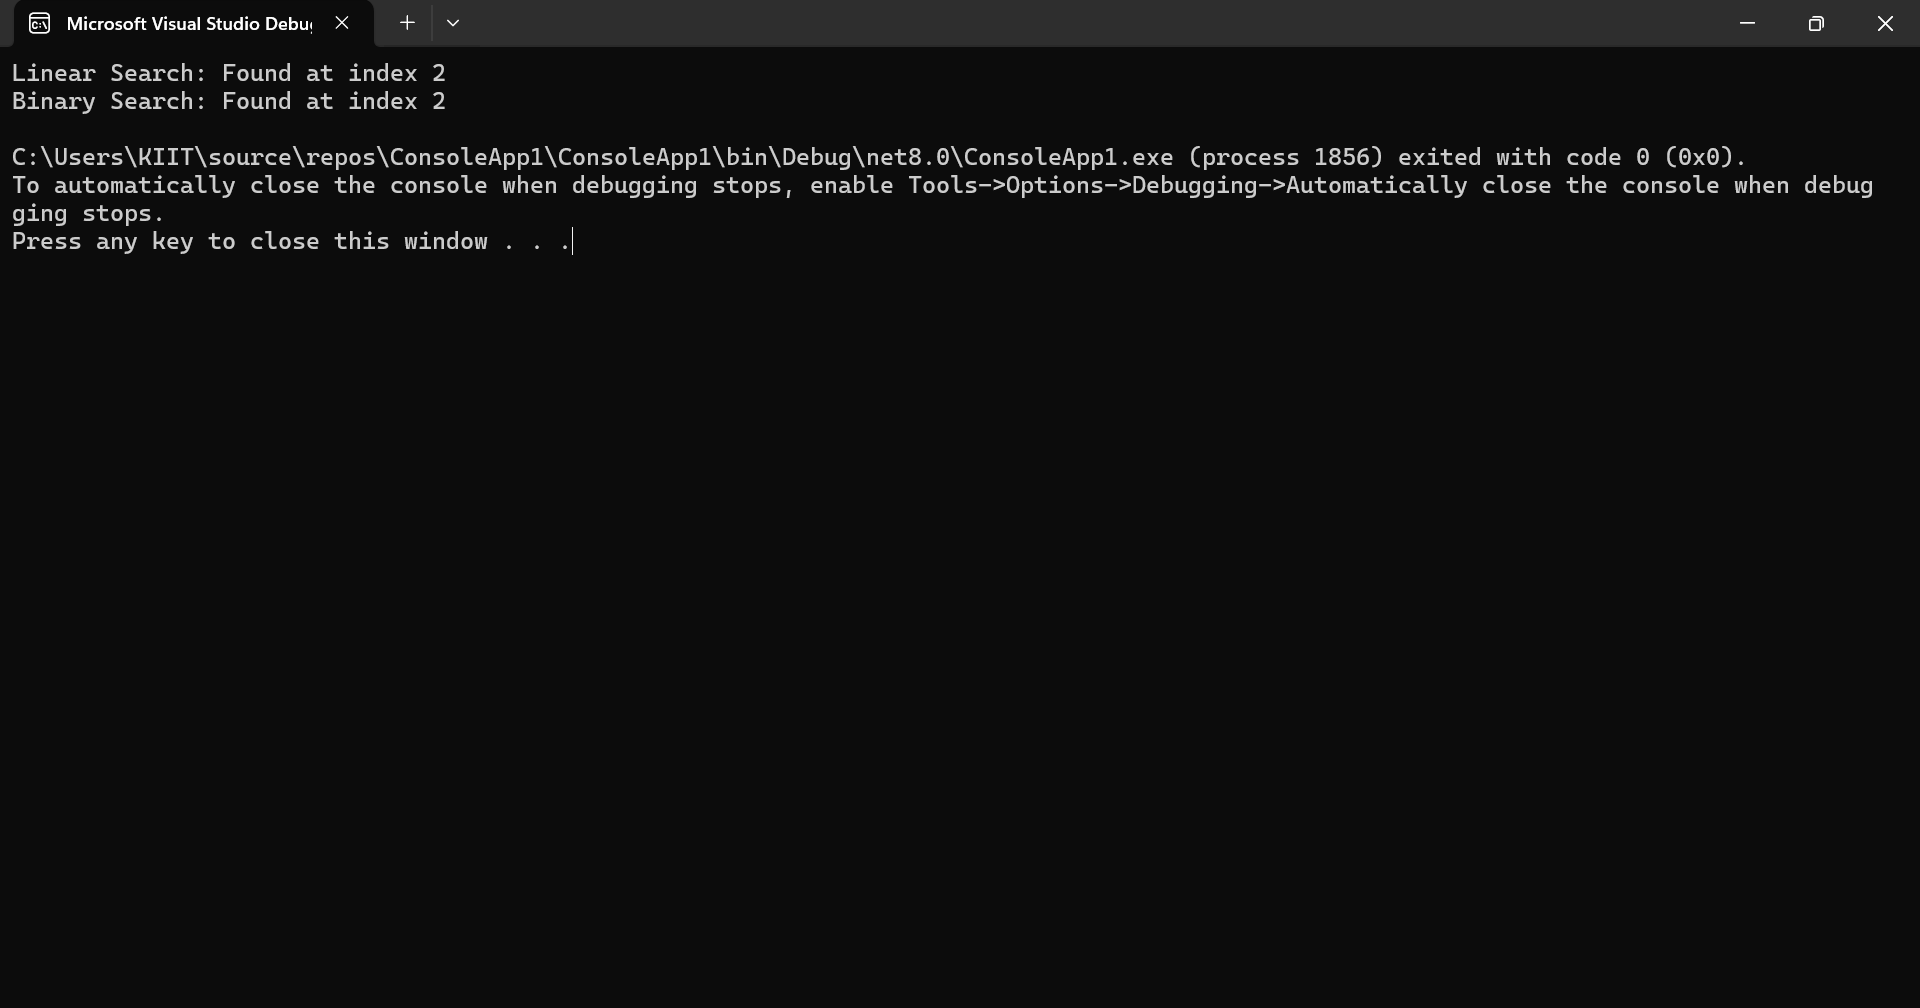 Microsoft Visual Studio Debug
Linear Search: Found at index 2
Binary Search: Found at index 2
C:\Users\KIIT\source\repos\ConsoleApp1\ConsoleApp1\bin\Debug\net8.0\ConsoleApp1.exe (process 1856) exited with code 0 (0x0).
To automatically close the console when debugging stops, enable Tools->Options->Debugging->Automatically close the console when debug
ging stops.
Press any key to close this window . . .